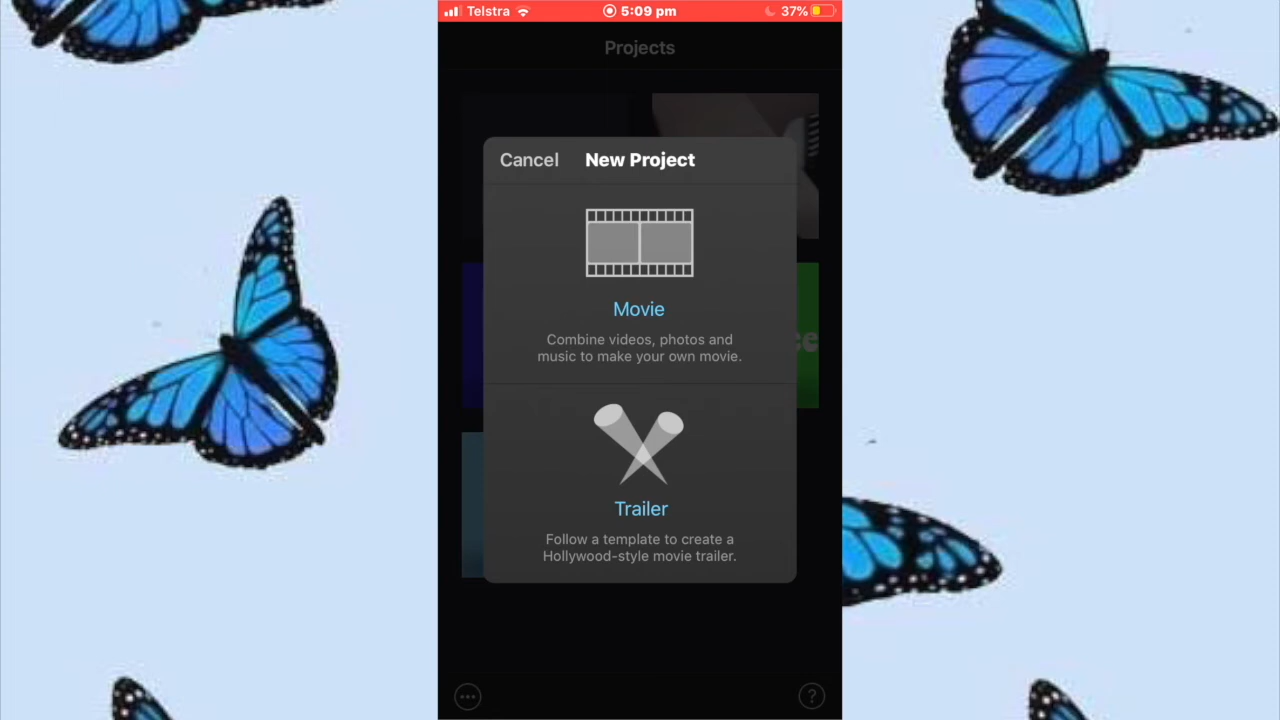 Telstra 5:09 pm 37%
Projects
Cancel New Project
Movie
Combine videos, photos and
music to make your own movie.
Trailer
Follow a template to create a
Hollywood-style movie trailer.
?